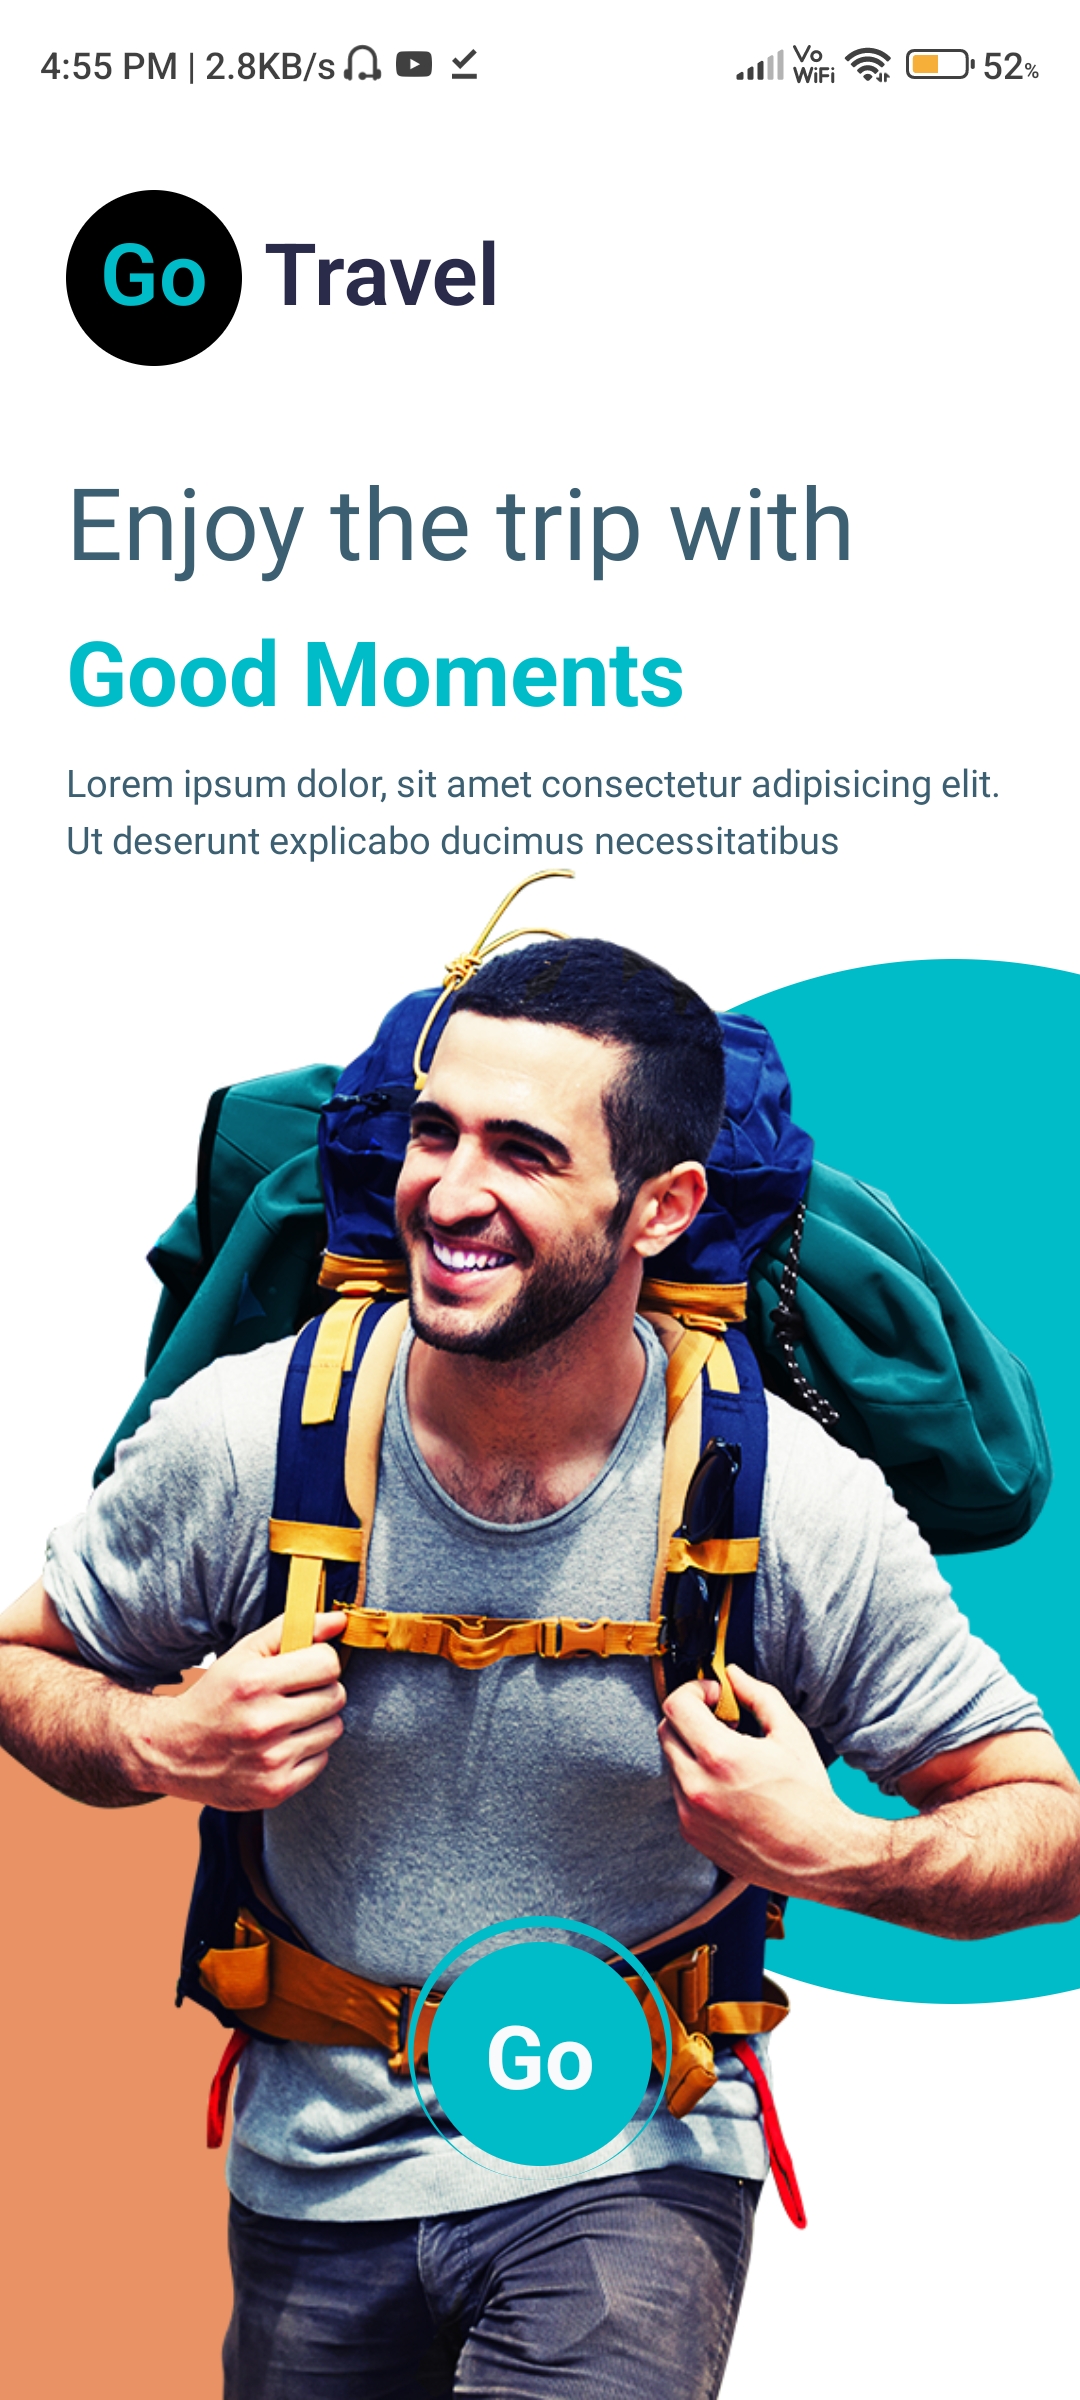 4:55 PM | 2.8KB/s
Vo
WiFi
52%
Go Travel
Enjoy the trip with
Good Moments
Lorem ipsum dolor, sit amet consectetur adipisicing elit.
Ut deserunt explicabo ducimus necessitatibus
Go